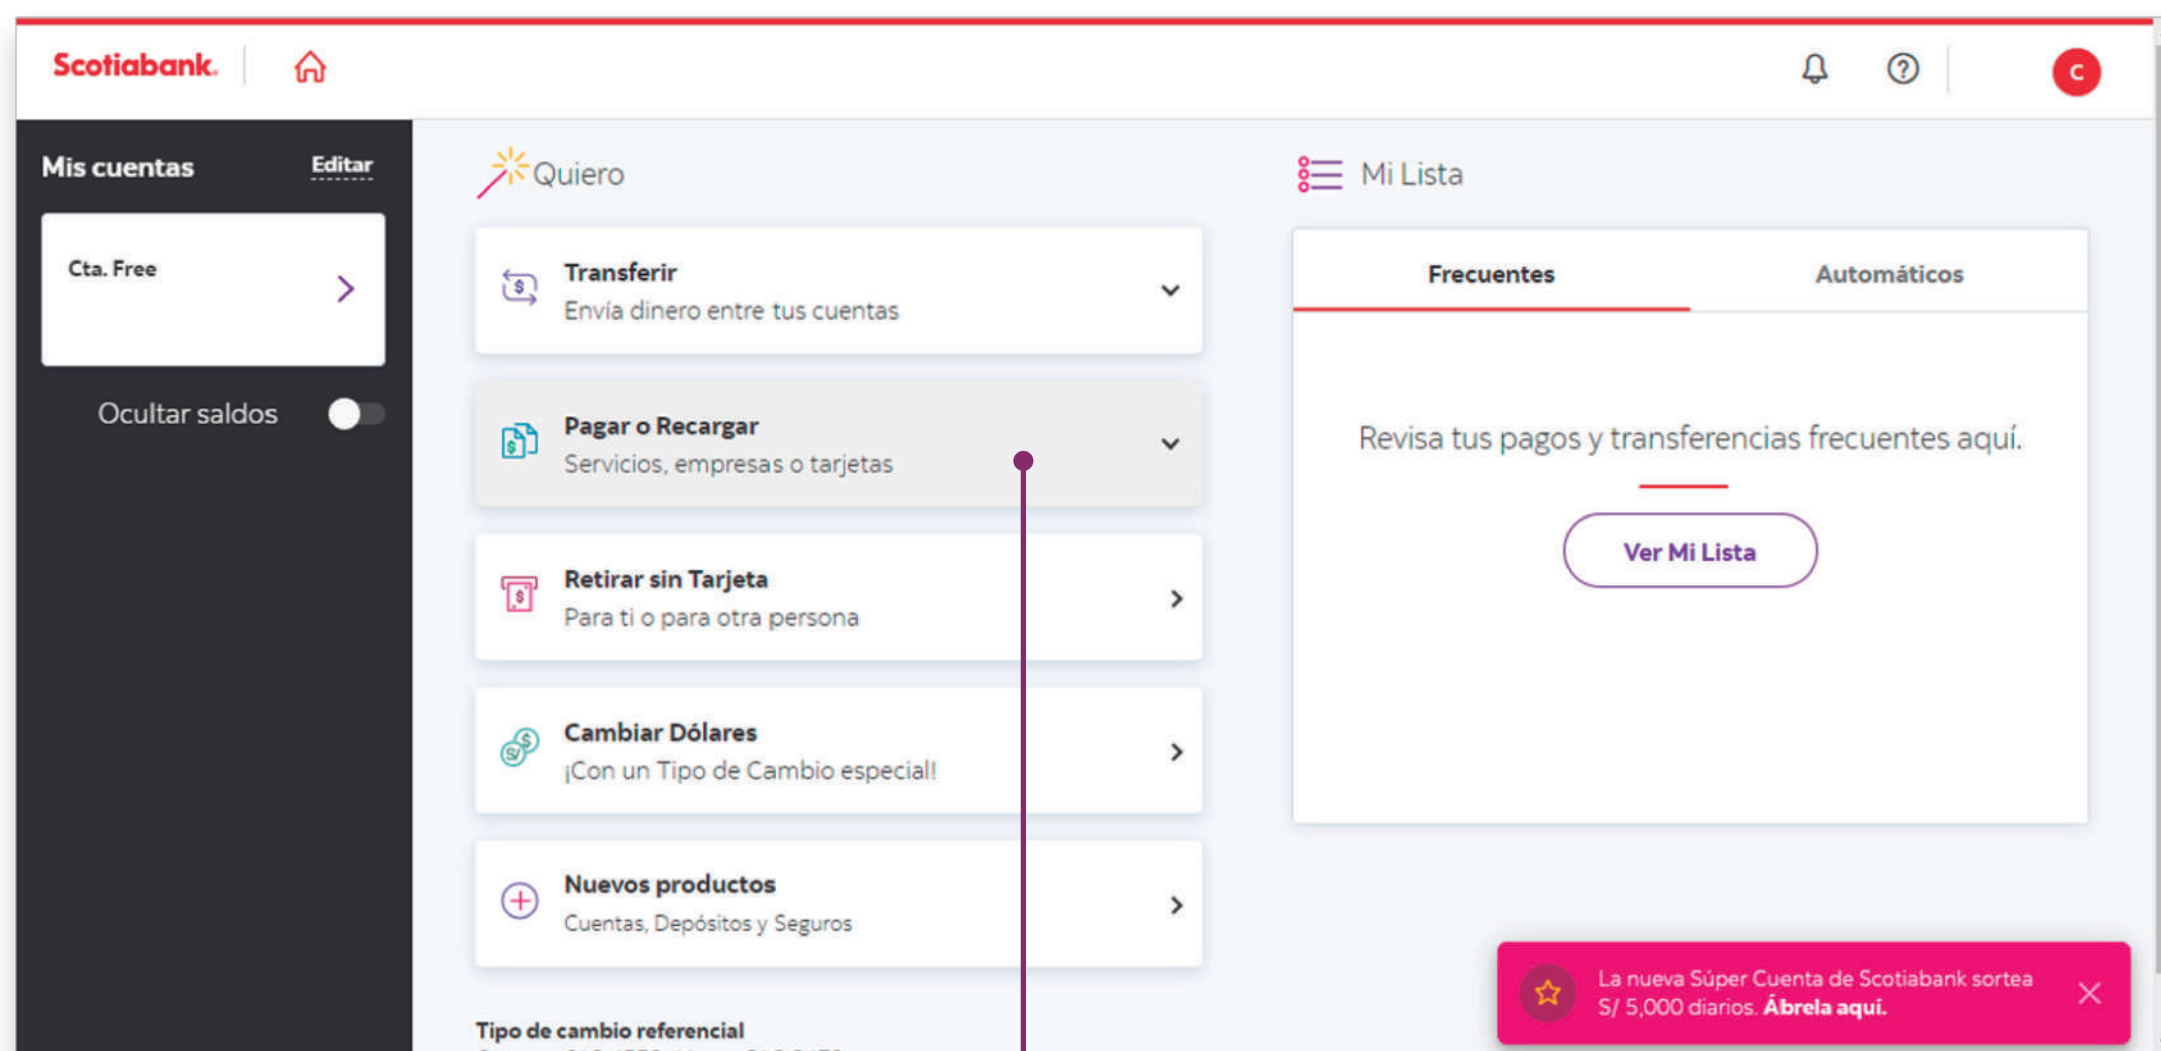 Scotiabank.
C
Mis cuentas Editar
Cta. Free
Ocultar saldos
Quiero
Transferir
Envía dinero entre tus cuentas
Pagar o Recargar
Servicios, empresas o tarjetas
Retirar sin Tarjeta
Para ti o para otra persona
Cambiar Dólares
¡Con un Tipo de Cambio especial!
Nuevos productos
Cuentas, Depósitos y Seguros
Tipo de cambio referencial
Mi Lista
Frecuentes Automáticos
Revisa tus pagos y transferencias frecuentes aquí.
Ver Mi Lista
La nueva Súper Cuenta de Scotiabank sortea
S/ 5,000 diarios. Ábrela aquí.